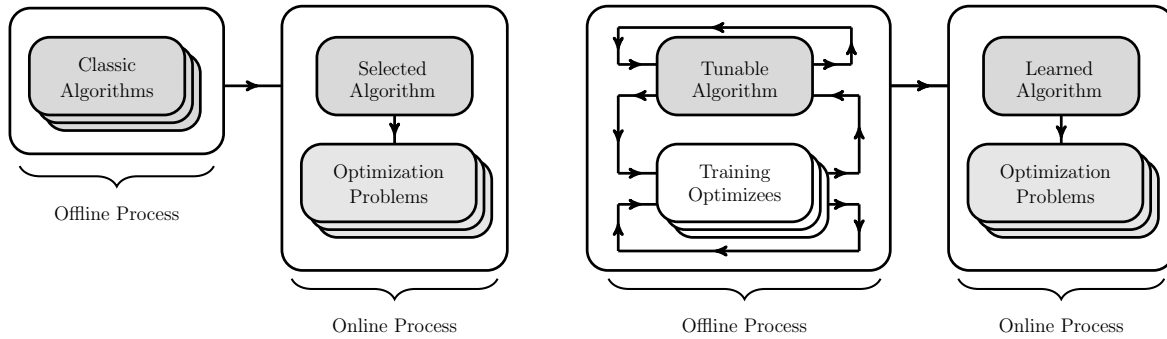 Classic
Algorithms
Offline Process
Selected
Algorithm
Optimization
Problems
Online Process
Tunable
Algorithm
Training
Optimizees
Offline Process
Learned
Algorithm
Optimization
Problems
Online Process